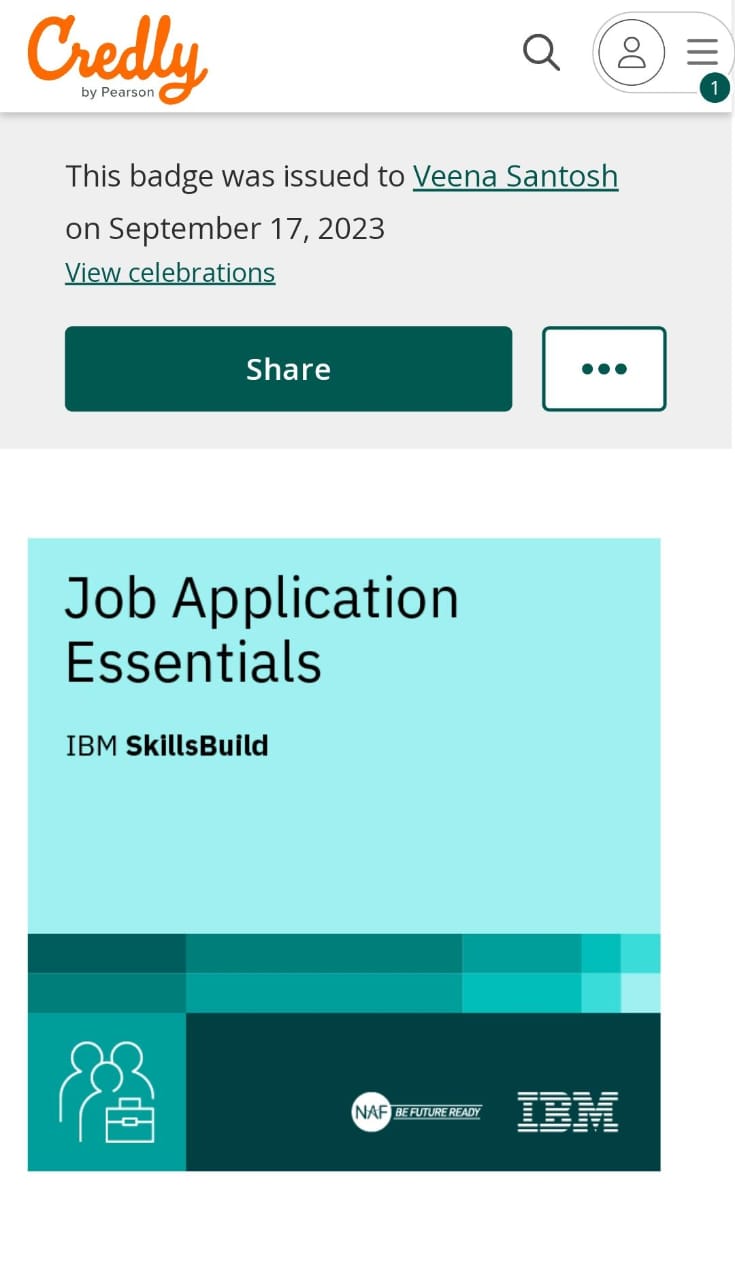 Credly
by Pearson
1
This badge was issued to Veena Santosh
on September 17, 2023
View celebrations
Share
Job Application
Essentials
IBM SkillsBuild
NAF BE FUTURE READY
IBM